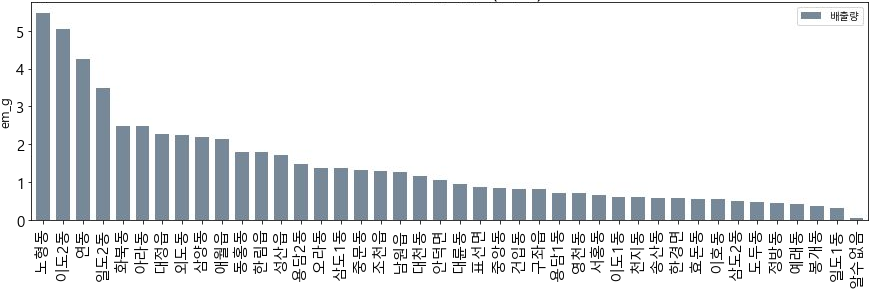 배출량
em_g
5
4
3
2
1
0
노형동
이도2동
연동
일도2동
화북동
아라동
대정읍
외도동
삼양동
애월읍
동홍동
한림읍
성산읍
용담2동
오라동
삼도1동
중문동
조천읍
남원읍
대천동
안덕면
대륜동
표선면
중앙동
건입동
구좌읍
용담1동
영천동
서홍동
이도1동
천지동
송산동
한경면
효돈동
이호동
삼도2동
도두동
정방동
예래동
봉개동
일도1동
알수없음